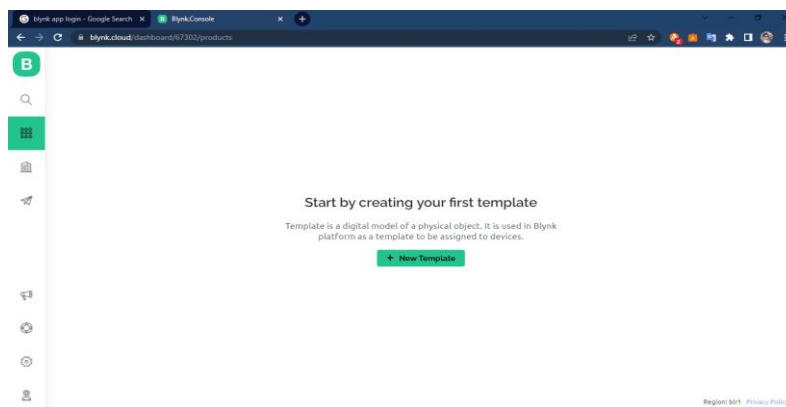 blynk app login - Google Search
Blynk.Console
blynk.cloud/dashboard/67302/products
B
Start by creating your first template
Template is a digital model of a physical object. It is used in Blynk
platform as a template to be assigned to devices.
+ New Template
Region: blr1 Privacy Polic